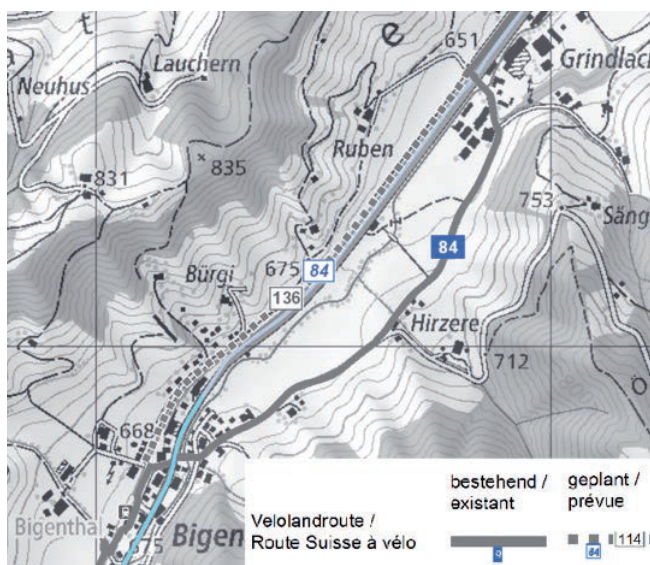 651
Grindlach
Lauchern
Neuhus
Ruben
835
831
753
Säng
84
675
84
Bürgi
136
Hirzere
712
668
Bigenthal
Bigen
675
bestehend / existant
geplant / prévue
Velolandroute /
Route Suisse à vélo
114
84